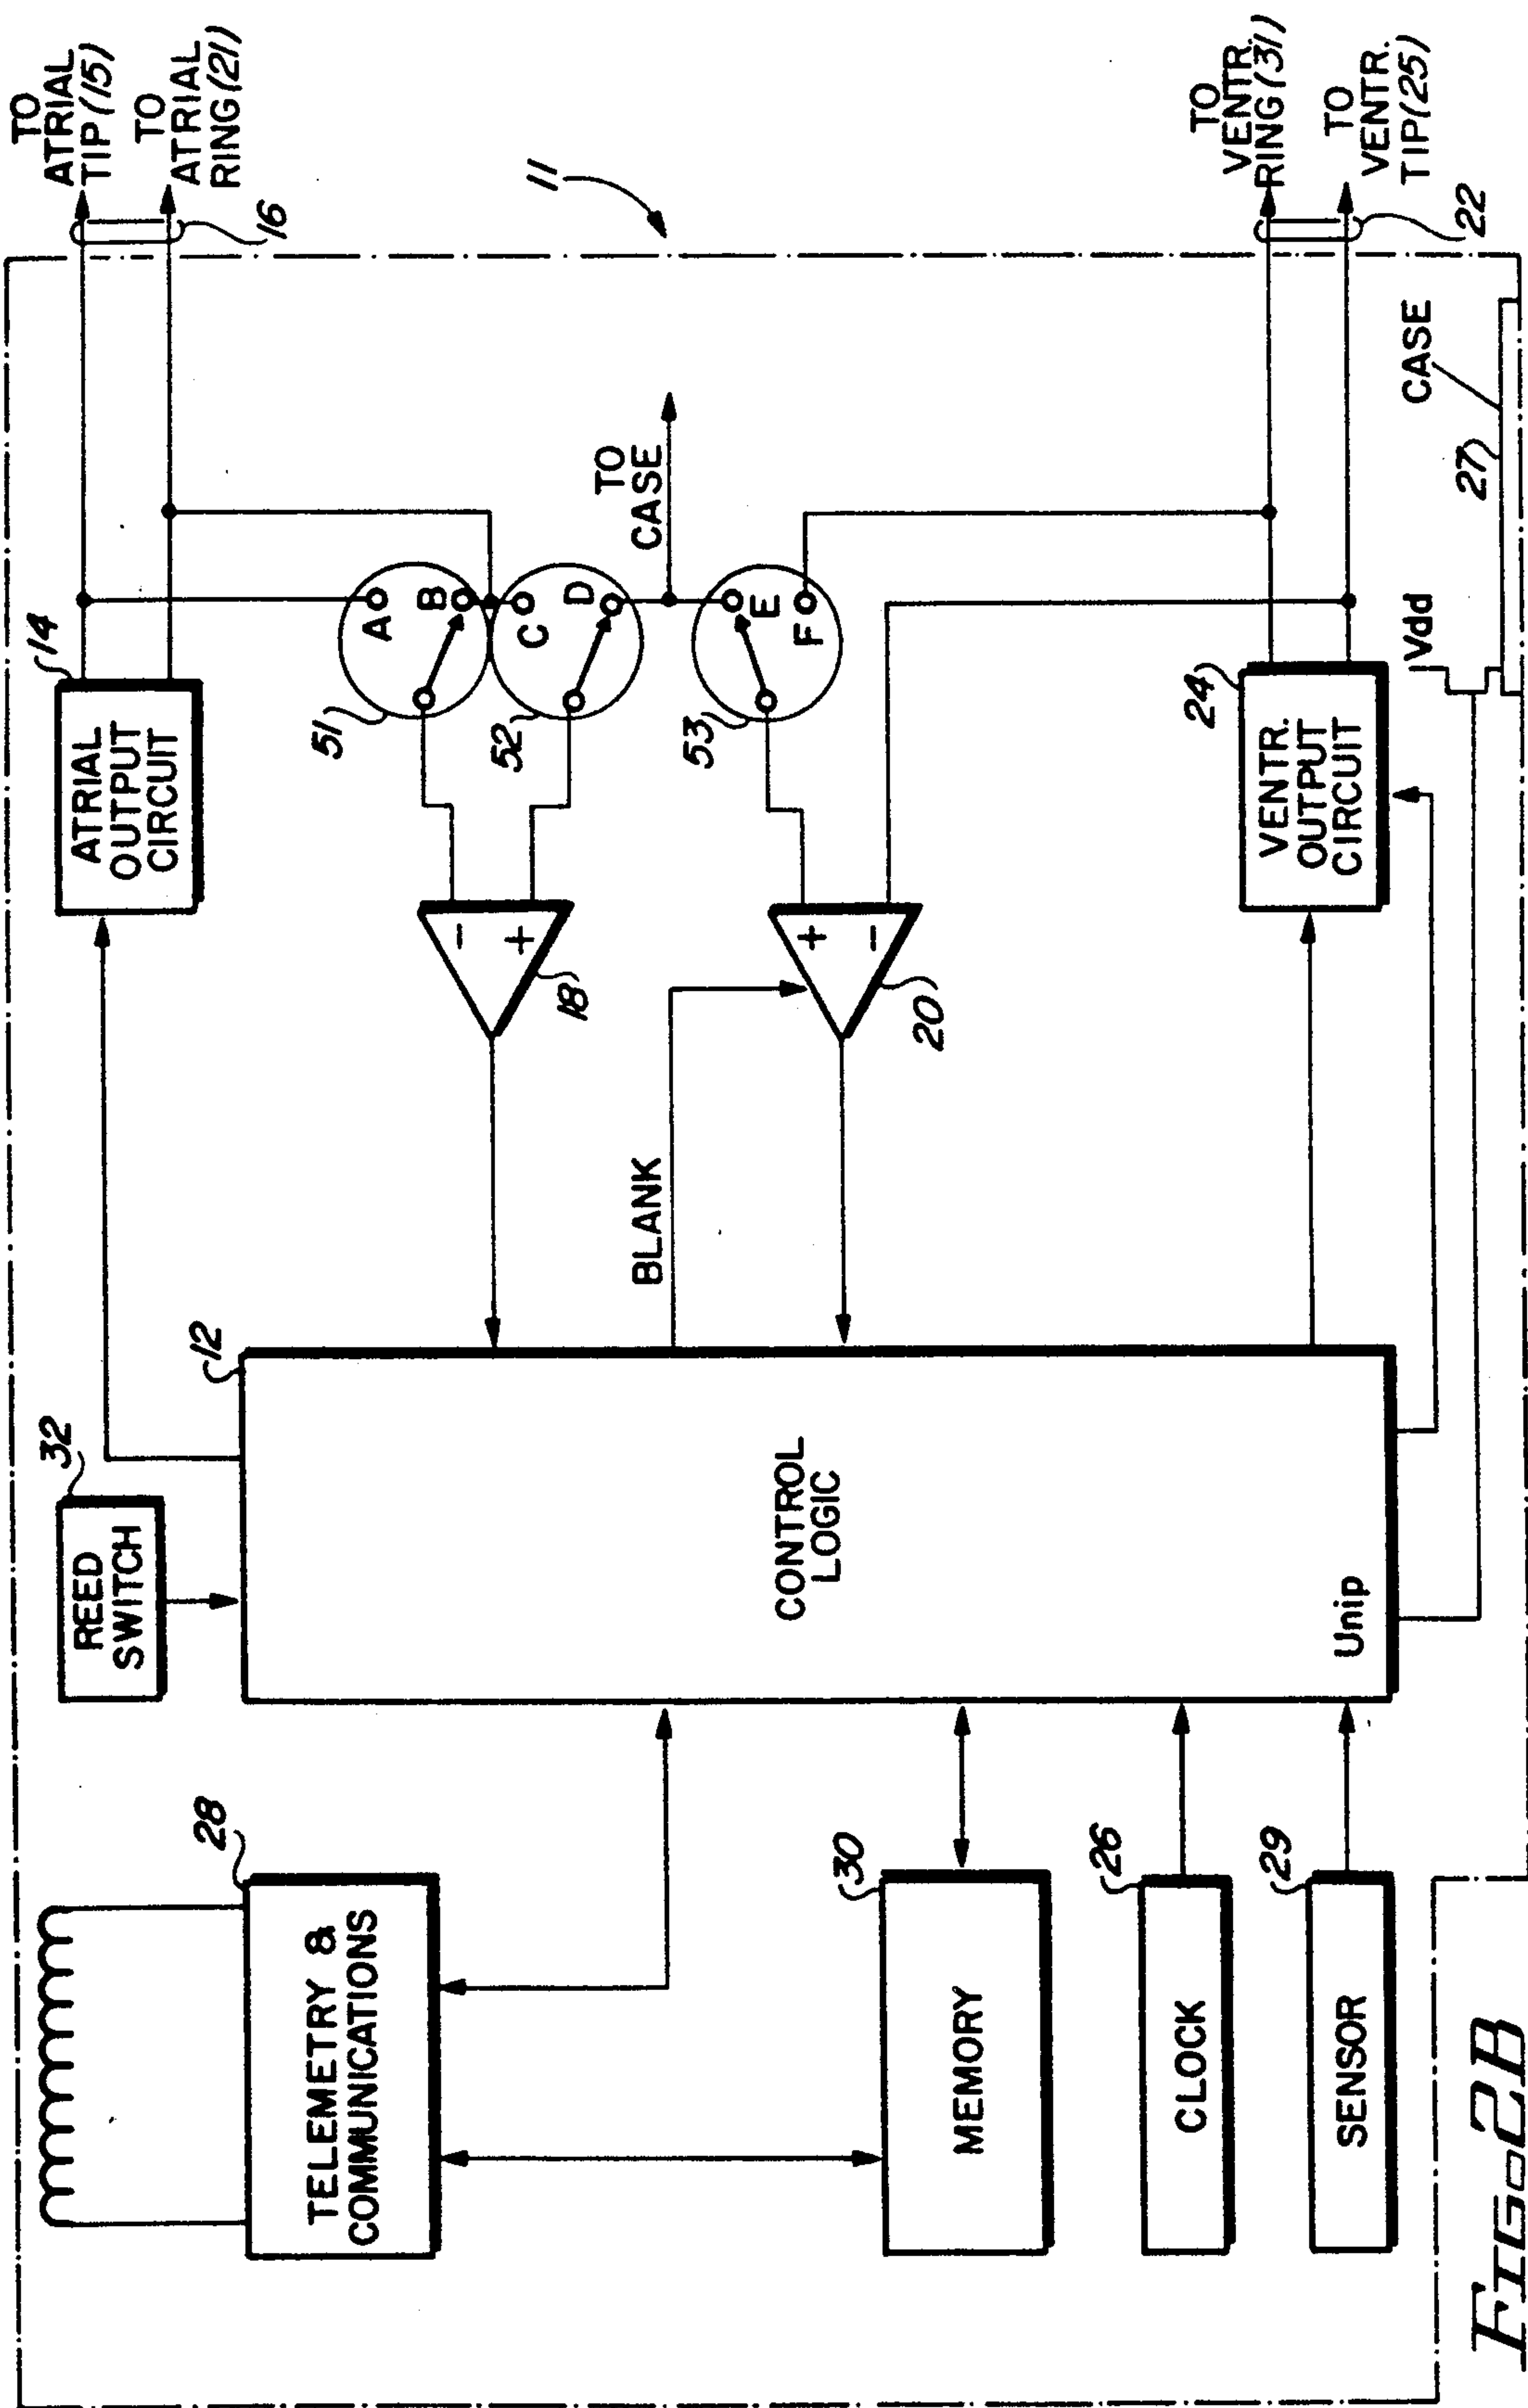 TO
ATRIAL
TIP (15)
TO
ATRIAL
RING (21)
16
11
14
ATRIAL
OUTPUT
CIRCUIT
32
REED
SWITCH
12
28
TELEMETRY &
COMMUNICATIONS
51
A
B
52
C
D
TO
CASE
53
E
F
-
+
18
BLANK
+
-
20
CONTROL
LOGIC
Unip
30
MEMORY
26
CLOCK
29
SENSOR
24
VENTR.
OUTPUT
CIRCUIT
TO
VENTR.
RING (31)
TO
VENTR.
TIP (25)
22
Vdd
CASE
27
FIG. 2B